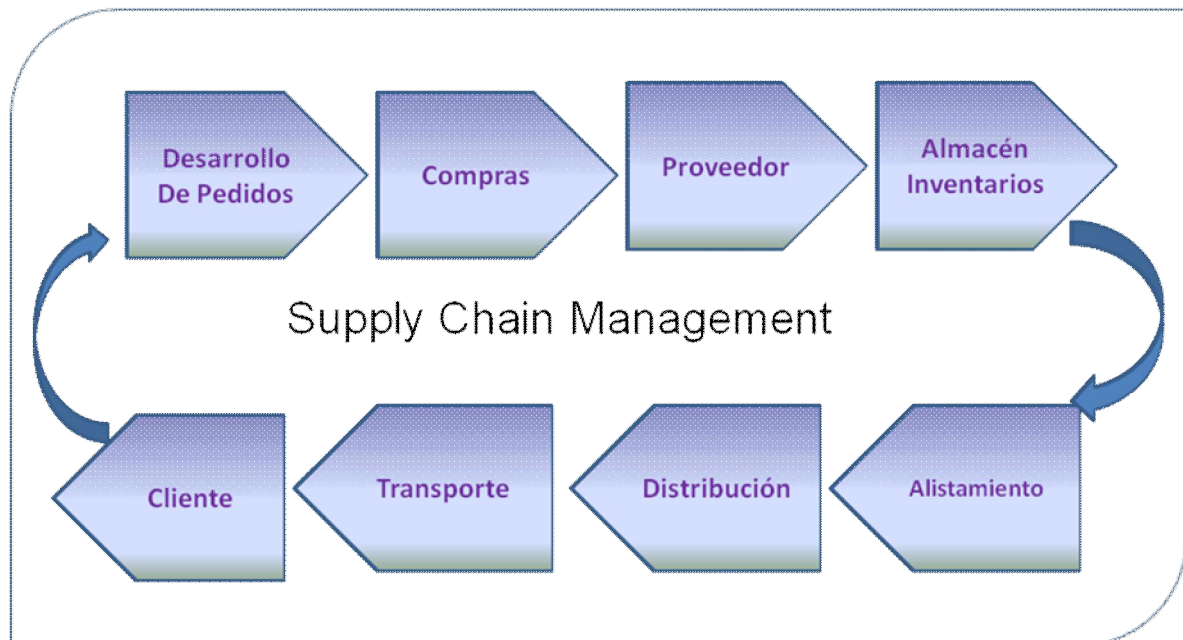 Desarrollo
De Pedidos
Compras
Proveedor
Almacén
Inventarios
Supply Chain Management
Cliente
Transporte
Distribución
Alistamiento